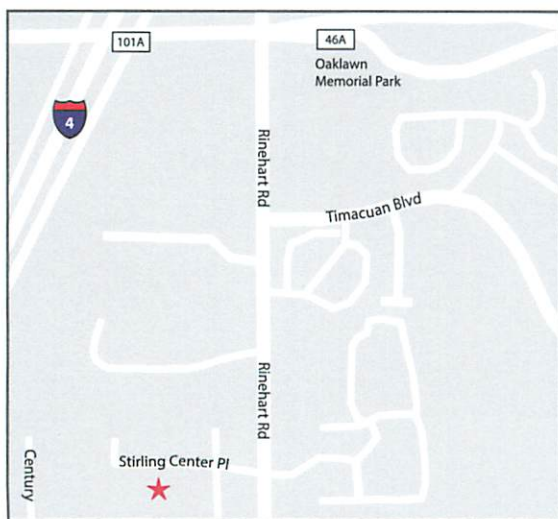 101A
46A
Oaklawn
Memorial Park
4
Rinehart Rd
Timacuan Blvd
Rinehart Rd
Century
Stirling Center Pl